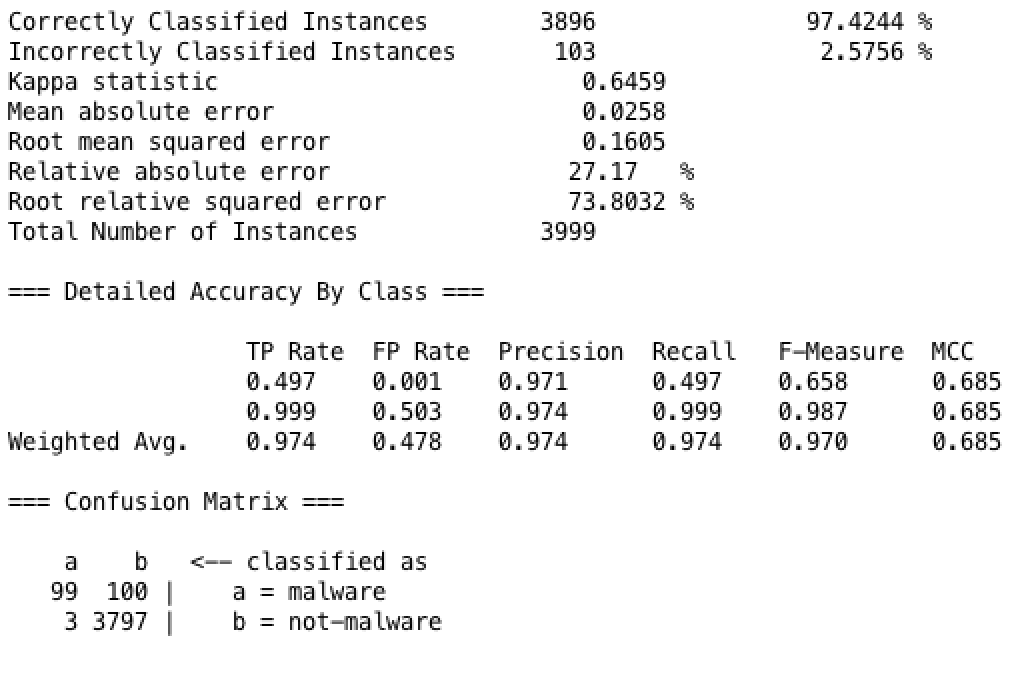 Correctly Classified Instances        3896               97.4244 %
Incorrectly Classified Instances       103                2.5756 %
Kappa statistic                          0.6459
Mean absolute error                      0.0258
Root mean squared error                  0.1605
Relative absolute error                 27.17   %
Root relative squared error             73.8032 %
Total Number of Instances             3999
=== Detailed Accuracy By Class ===
                 TP Rate  FP Rate  Precision  Recall   F-Measure  MCC
                 0.497    0.001    0.971      0.497    0.658      0.685
                 0.999    0.503    0.974      0.999    0.987      0.685
Weighted Avg.    0.974    0.478    0.974      0.974    0.970      0.685
=== Confusion Matrix ===
    a    b   <-- classified as
   99  100 |    a = malware
    3 3797 |    b = not-malware